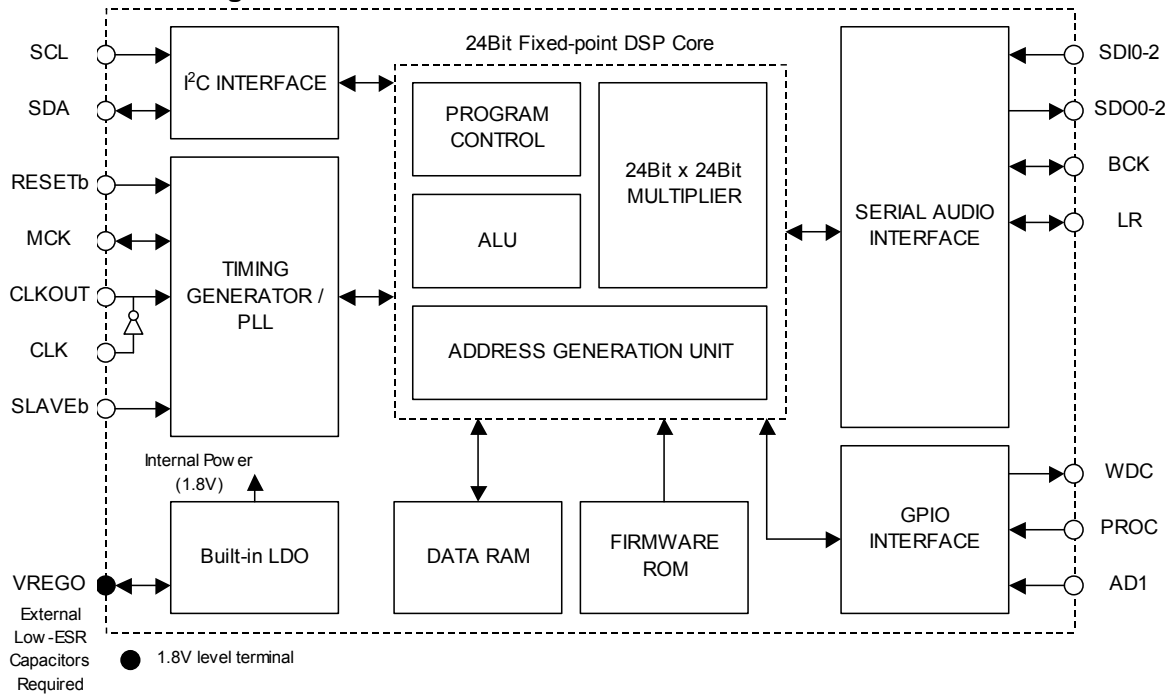 24Bit Fixed-point DSP Core
SCL
SDA
I²C INTERFACE
RESETb
MCK
CLKOUT
CLK
SLAVEb
TIMING
GENERATOR /
PLL
PROGRAM
CONTROL
ALU
24Bit x 24Bit
MULTIPLIER
ADDRESS GENERATION UNIT
SERIAL AUDIO
INTERFACE
SDI0-2
SDO0-2
BCK
LR
Internal Power
(1.8V)
Built-in LDO
DATA RAM
FIRMWARE
ROM
GPIO
INTERFACE
WDC
PROC
AD1
VREGO
External
Low-ESR
Capacitors
Required
1.8V level terminal